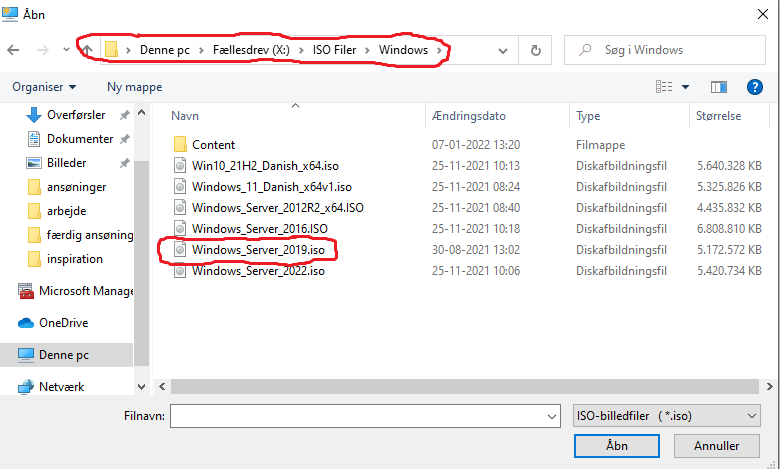 Åbn
Denne pc > Fællesdrev (X:) > ISO Filer > Windows >
Søg i Windows
Organiser
Ny mappe
Navn
Ændringsdato
Type
Størrelse
Overførsler
Dokumenter
Billeder
ansøninger
arbejde
færdig ansøning
inspiration
Microsoft Manage
OneDrive
Denne pc
Netværk
Content 07-01-2022 13:20 Filmappe
Win10_21H2_Danish_x64.iso 25-11-2021 10:13 Diskafbildningsfil 5.640.328 KB
Windows_11_Danish_x64v1.iso 25-11-2021 08:24 Diskafbildningsfil 5.325.826 KB
Windows_Server_2012R2_x64.ISO 25-11-2021 08:40 Diskafbildningsfil 4.435.832 KB
Windows_Server_2016.ISO 25-11-2021 10:18 Diskafbildningsfil 6.808.810 KB
Windows_Server_2019.iso 30-08-2021 13:02 Diskafbildningsfil 5.172.572 KB
Windows_Server_2022.iso 25-11-2021 10:06 Diskafbildningsfil 5.420.734 KB
Filnavn:
ISO-billedfiler (*.iso)
Åbn
Annuller